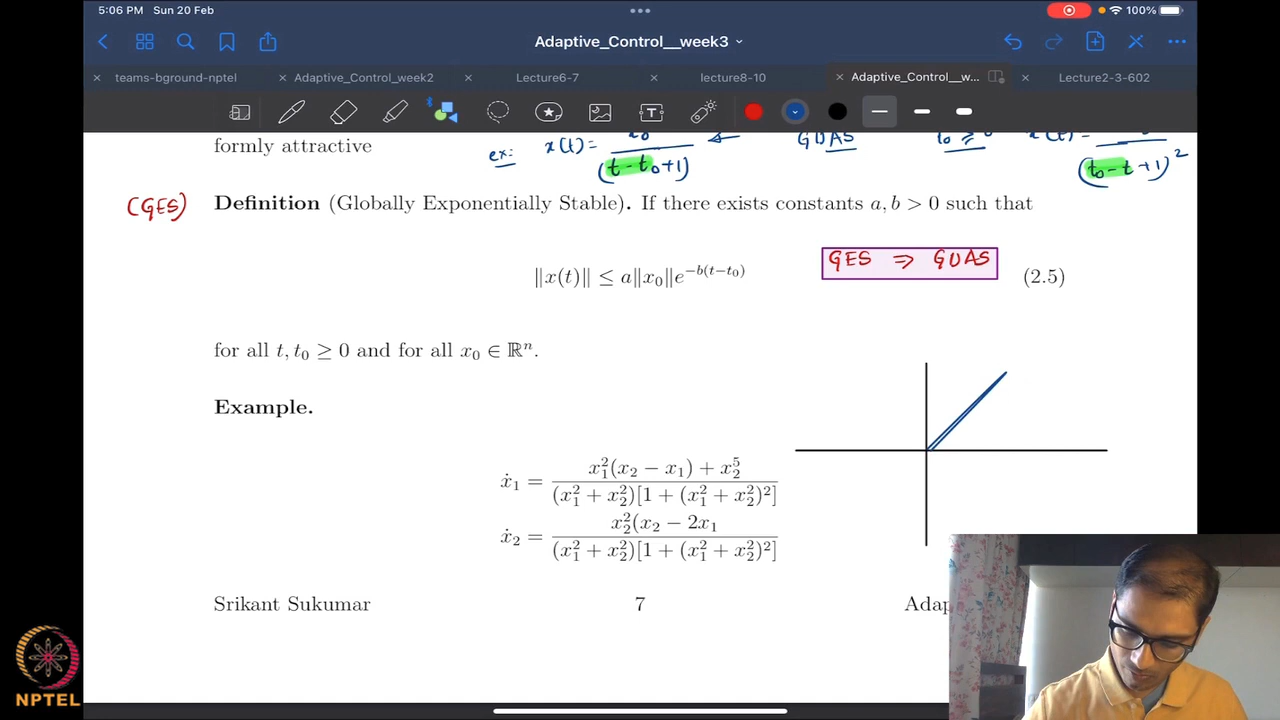 5:06 PM Sun 20 Feb
100%
Adaptive_Control__week3
teams-bground-nptel
Adaptive_Control_week2
Lecture6-7
lecture8-10
Adaptive_Control__w...
Lecture2-3-602
formly attractive
ex:- x(t) =
(t - t₀ + 1)
GUAS
(t₀ - t + 1)²
(GES) Definition (Globally Exponentially Stable). If there exists constants a, b > 0 such that
‖x(t)‖ ≤ a‖x₀‖e^{−b(t−t₀)} (2.5)
GES ⇒ GUAS
for all t, t₀ ≥ 0 and for all x₀ ∈ ℝⁿ.
Example.
ẋ₁ = x₁²(x₂ − x₁) + x₂⁵ / (x₁² + x₂²)[1 + (x₁² + x₂²)²]
ẋ₂ = x₂²(x₂ − 2x₁ / (x₁² + x₂²)[1 + (x₁² + x₂²)²]
Srikant Sukumar 7 Adap
NPTEL